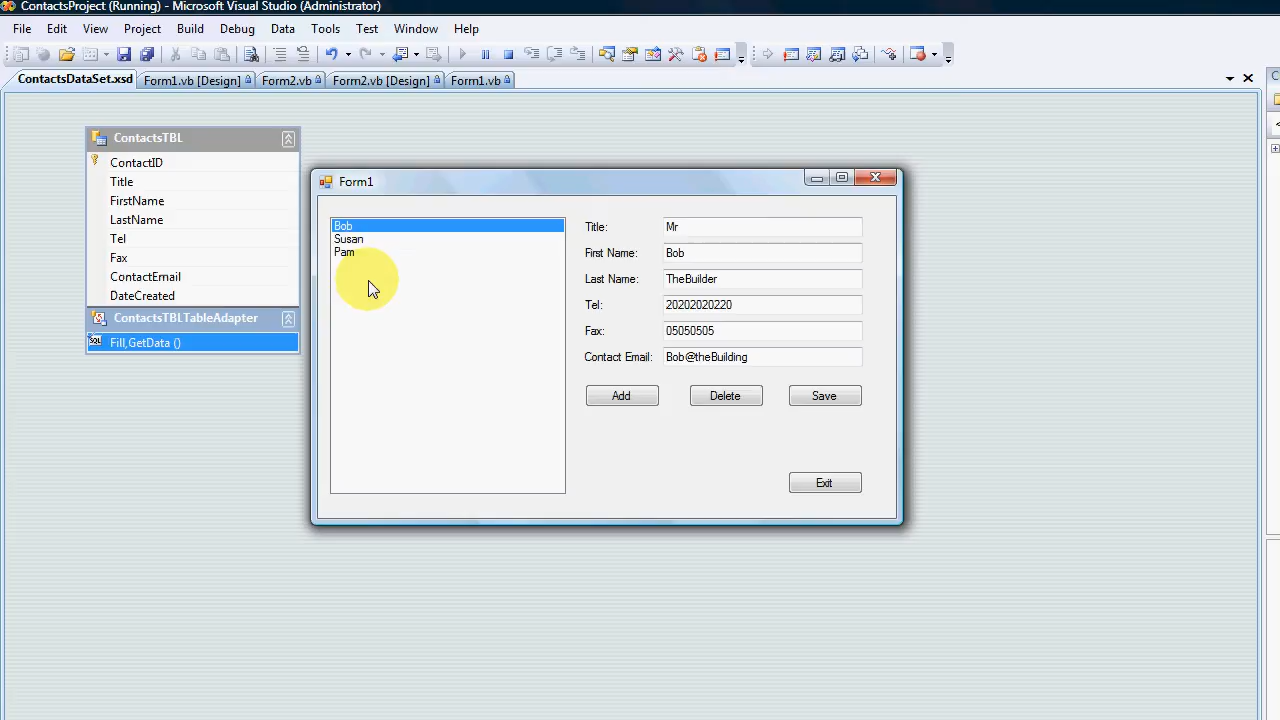 ContactsProject (Running) - Microsoft Visual Studio (Administrator)
File Edit View Project Build Debug Data Tools Test Window Help
ContactsDataSet.xsd Form1.vb [Design] Form2.vb Form2.vb [Design] Form1.vb
ContactsTBL
ContactID
Title
FirstName
LastName
Tel
Fax
ContactEmail
DateCreated
ContactsTBLTableAdapter
SQL Fill,GetData ()
Form1
Bob
Susan
Pam
Title: Mr
First Name: Bob
Last Name: TheBuilder
Tel: 20202020220
Fax: 05050505
Contact Email: Bob@theBuilding
Add Delete Save
Exit